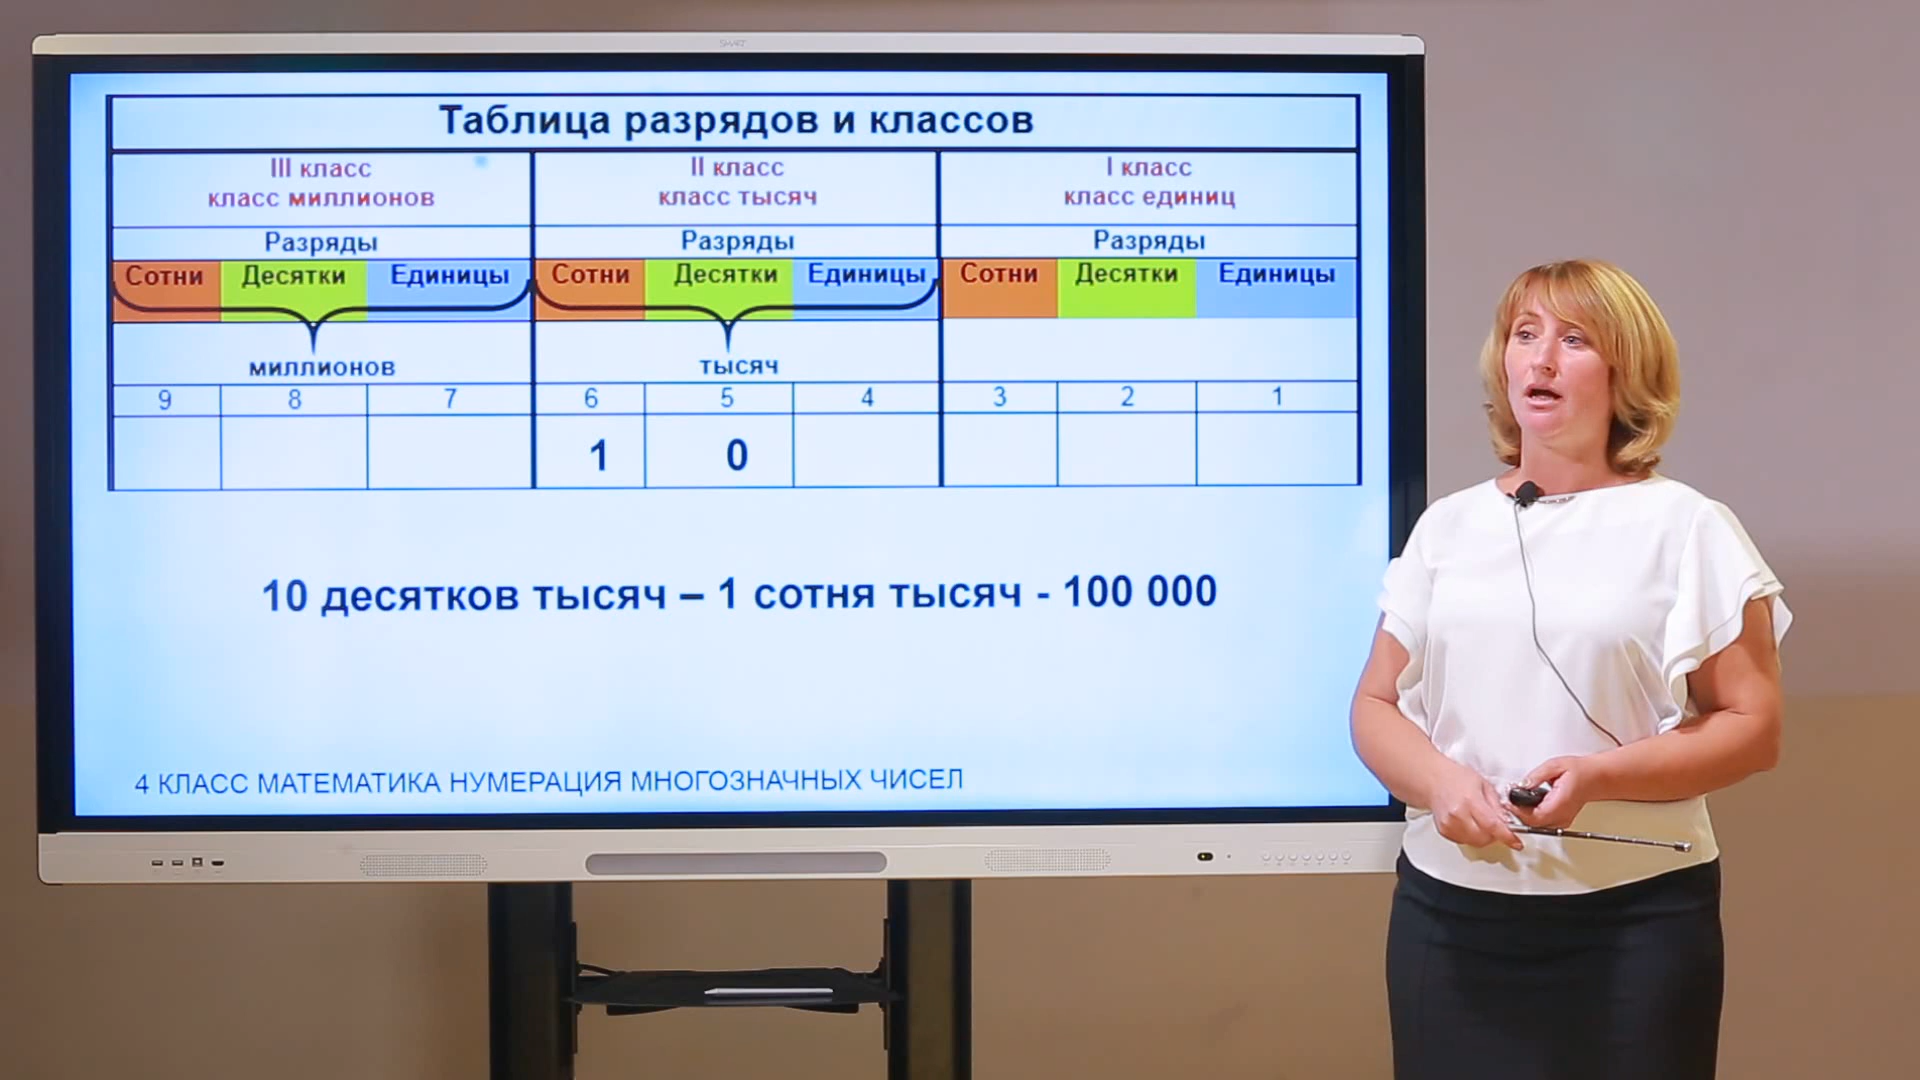 SMART
Таблица разрядов и классов
III класс II класс I класс
класс миллионов класс тысяч класс единиц
Разряды Разряды Разряды
Сотни Десятки Единицы Сотни Десятки Единицы Сотни Десятки Единицы
миллионов тысяч
9 8 7 6 5 4 3 2 1
1 0
10 десятков тысяч – 1 сотня тысяч - 100 000
4 КЛАСС МАТЕМАТИКА НУМЕРАЦИЯ МНОГОЗНАЧНЫХ ЧИСЕЛ